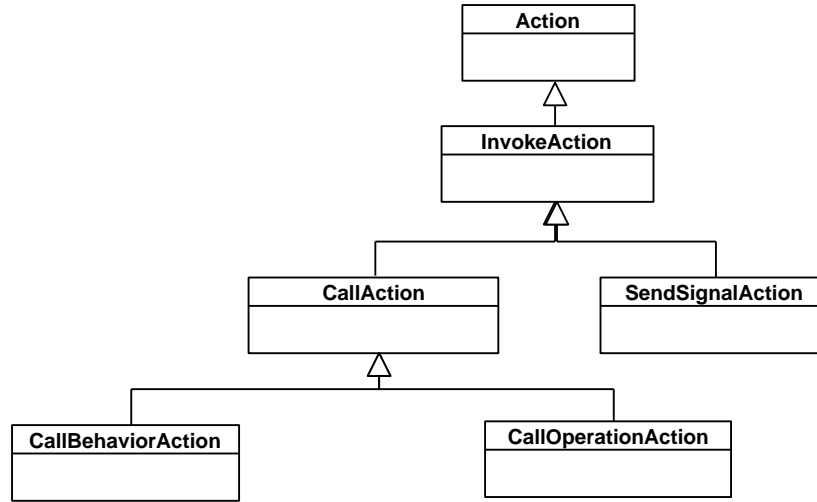 Action
InvokeAction
CallAction
SendSignalAction
CallBehaviorAction
CallOperationAction